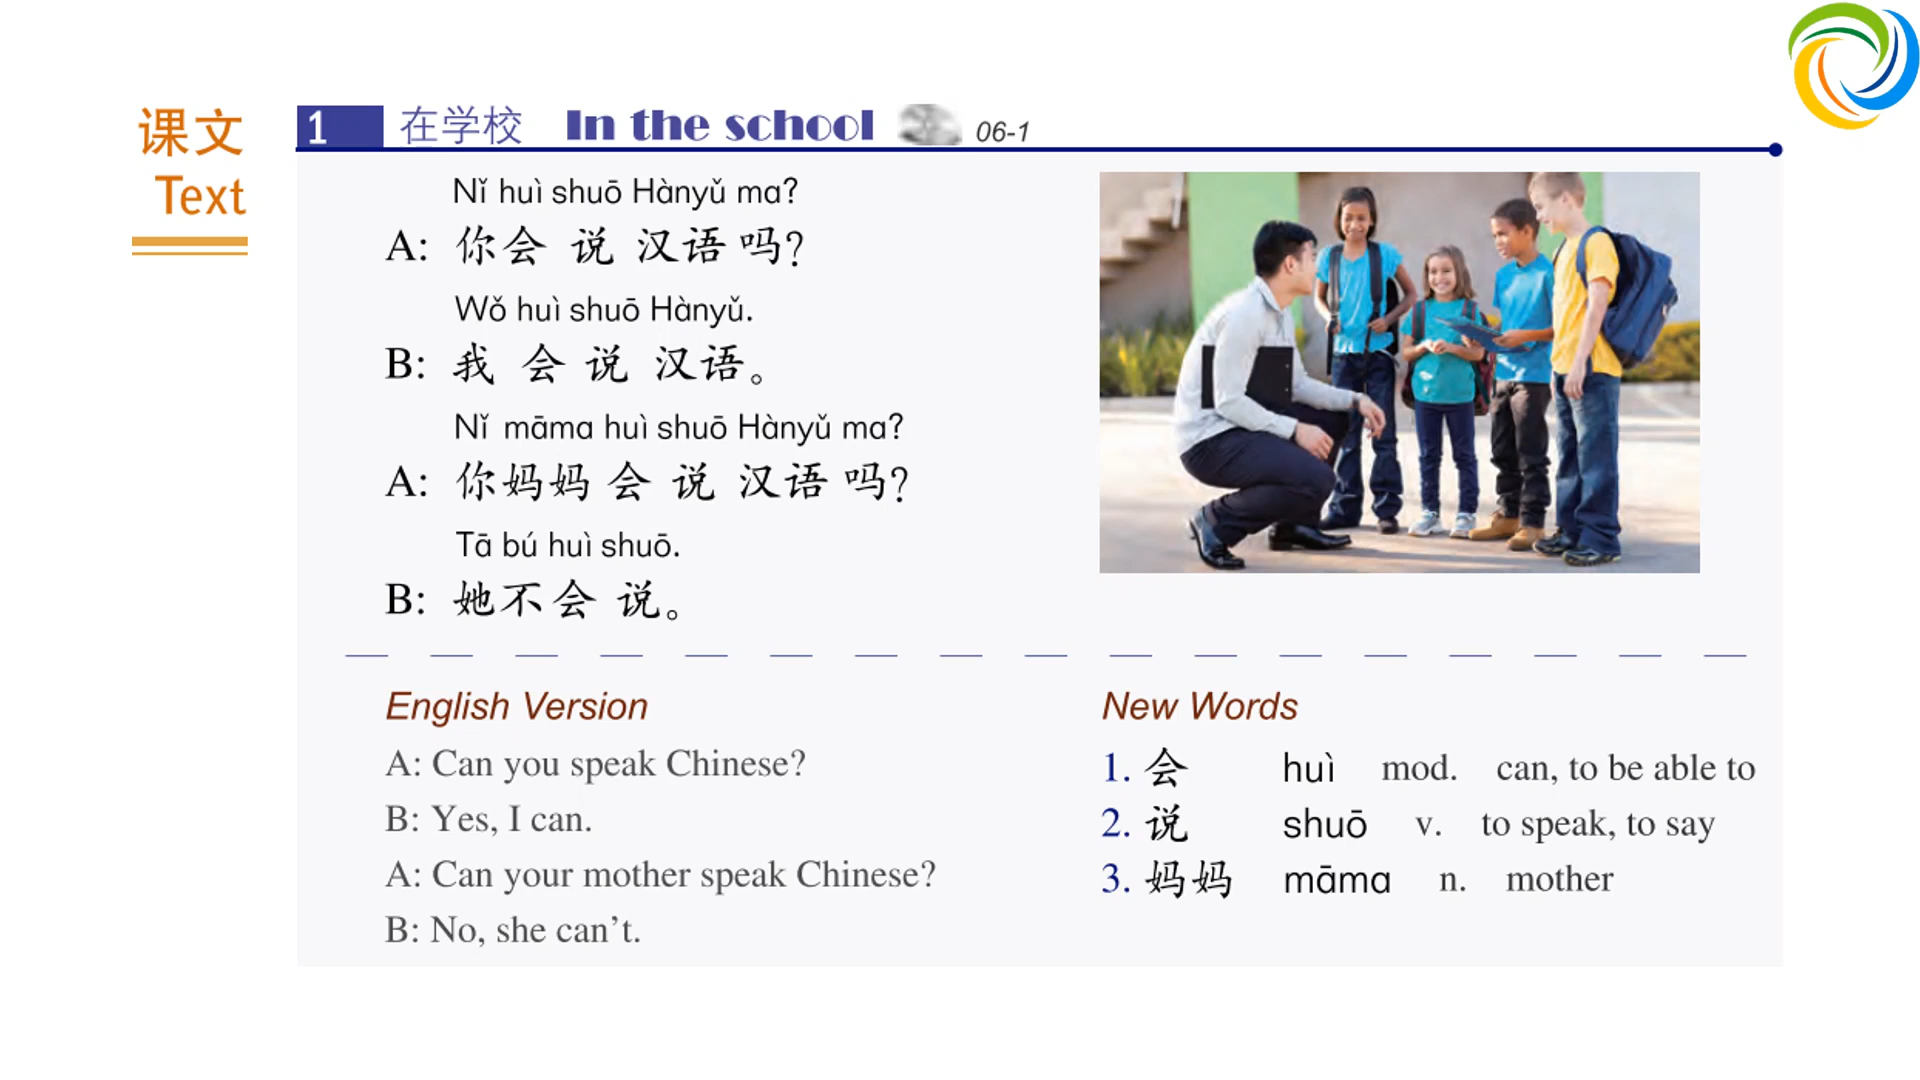 课文
Text
1 在学校 In the school 06-1
Nǐ huì shuō Hànyǔ ma?
A: 你会 说 汉语 吗?
Wǒ huì shuō Hànyǔ.
B: 我 会 说 汉语。
Nǐ māma huì shuō Hànyǔ ma?
A: 你妈妈 会 说 汉语 吗?
Tā bú huì shuō.
B: 她不会 说。
English Version
A: Can you speak Chinese?
B: Yes, I can.
A: Can your mother speak Chinese?
B: No, she can't.
New Words
1. 会 huì mod. can, to be able to
2. 说 shuō v. to speak, to say
3. 妈妈 māma n. mother